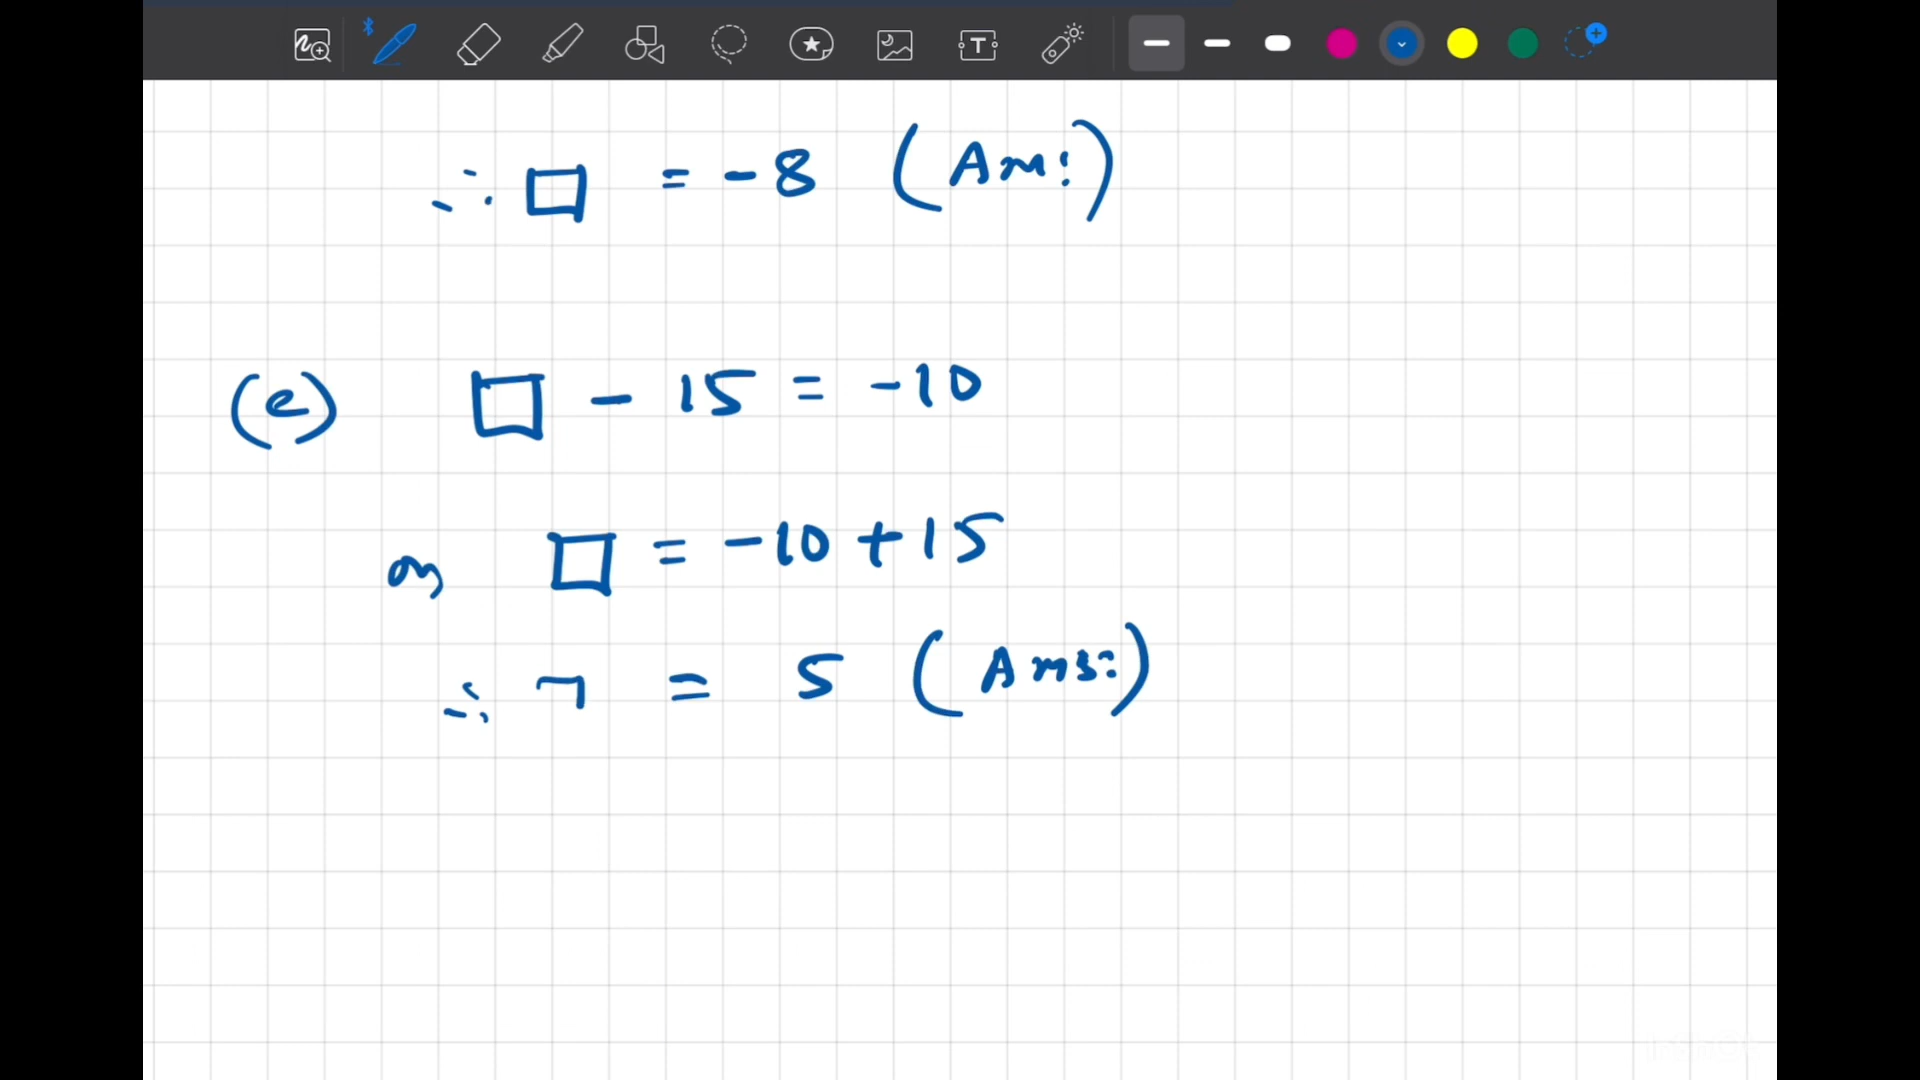 ∴ □ = -8 (Ans:)
(e) □ - 15 = -10
or, □ = -10 + 15
∴ ¬ = 5 (Ans:)